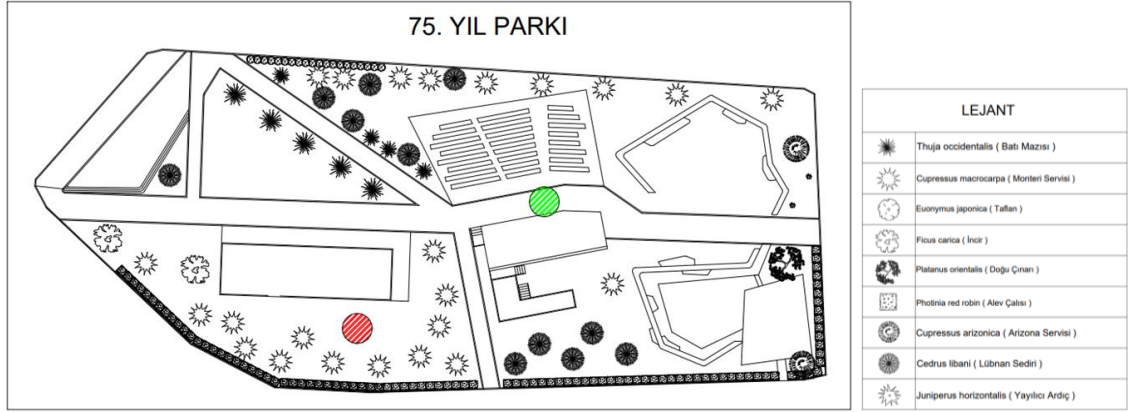 75. YIL PARKI
LEJANT
Thuja occidentalis ( Batı Mazısı )
Cupressus macrocarpa ( Monteri Servisi )
Euonymus japonica ( Taflan )
Ficus carica ( İncir )
Platanus orientalis ( Doğu Çınarı )
Photinia red robin ( Alev Çalısı )
Cupressus arizonica ( Arizona Servisi )
Cedrus libani ( Lübnan Sediri )
Juniperus horizontalis ( Yayılıcı Ardıç )